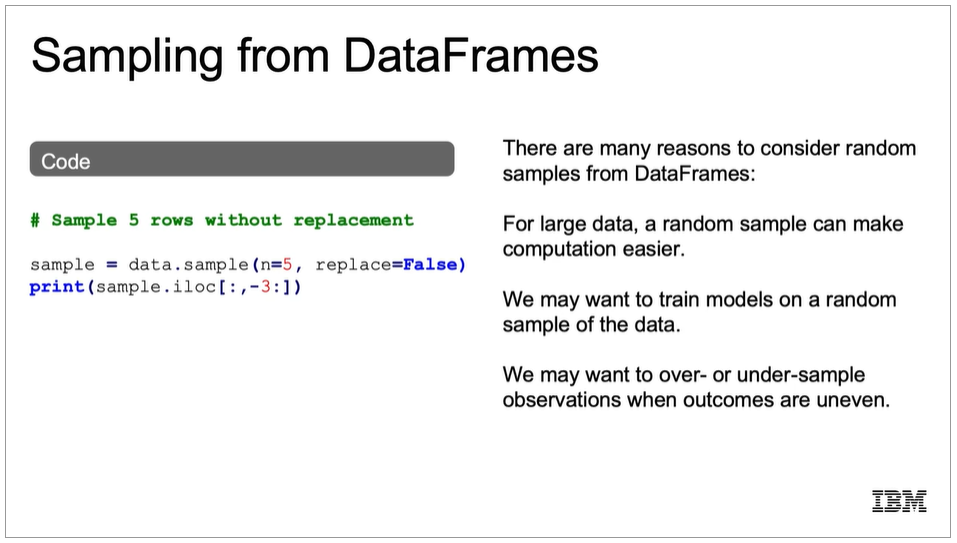 Sampling from DataFrames
Code
# Sample 5 rows without replacement
sample = data.sample(n=5, replace=False)
print(sample.iloc[:,-3:])
There are many reasons to consider random
samples from DataFrames:
For large data, a random sample can make
computation easier.
We may want to train models on a random
sample of the data.
We may want to over- or under-sample
observations when outcomes are uneven.
IBM